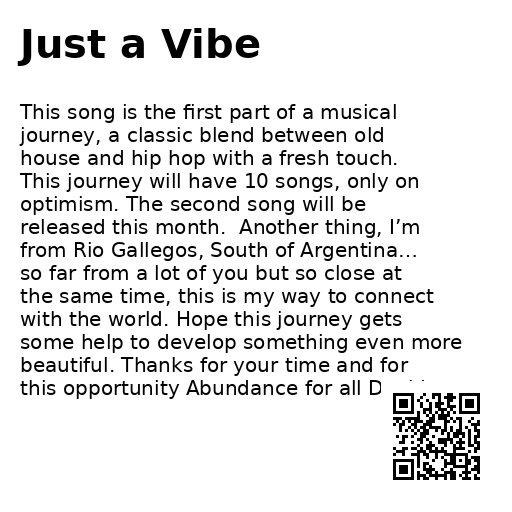 Just a Vibe
This song is the first part of a musical
journey, a classic blend between old
house and hip hop with a fresh touch.
This journey will have 10 songs, only on
optimism. The second song will be
released this month.  Another thing, I’m
from Rio Gallegos, South of Argentina…
so far from a lot of you but so close at
the same time, this is my way to connect
with the world. Hope this journey gets
some help to develop something even more
beautiful. Thanks for your time and for
this opportunity Abundance for all